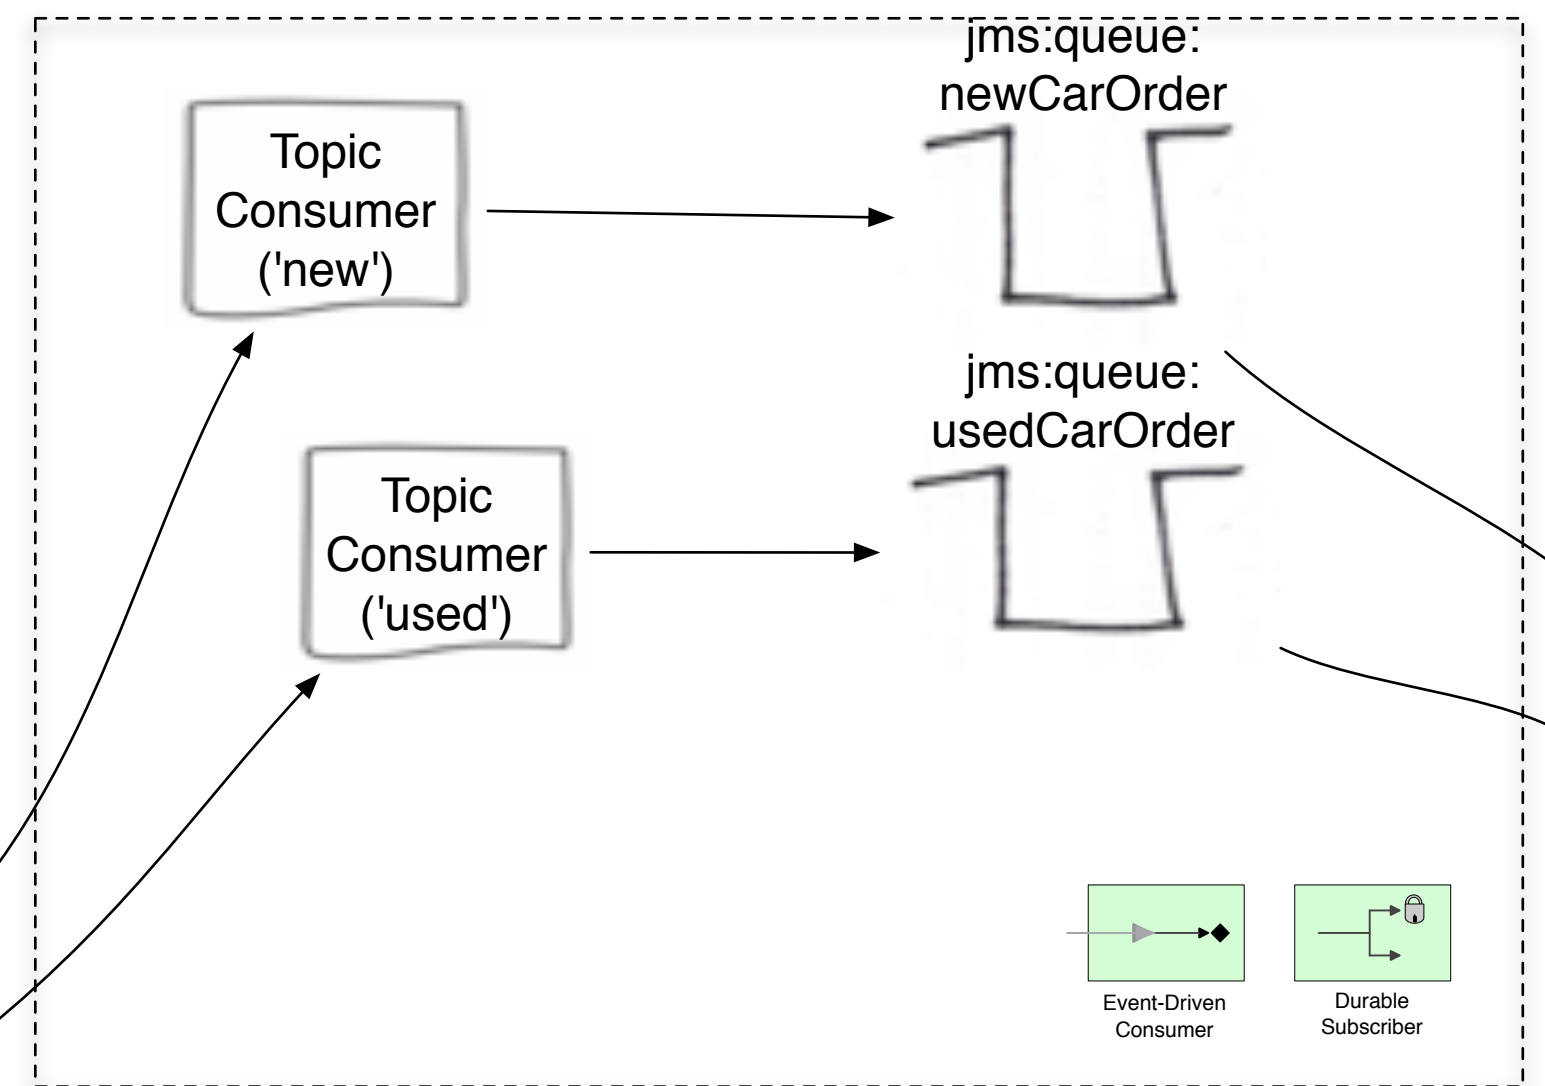 jms:queue:
newCarOrder
Topic
Consumer
('new')
jms:queue:
usedCarOrder
Topic
Consumer
('used')
Event-Driven
Consumer
Durable
Subscriber